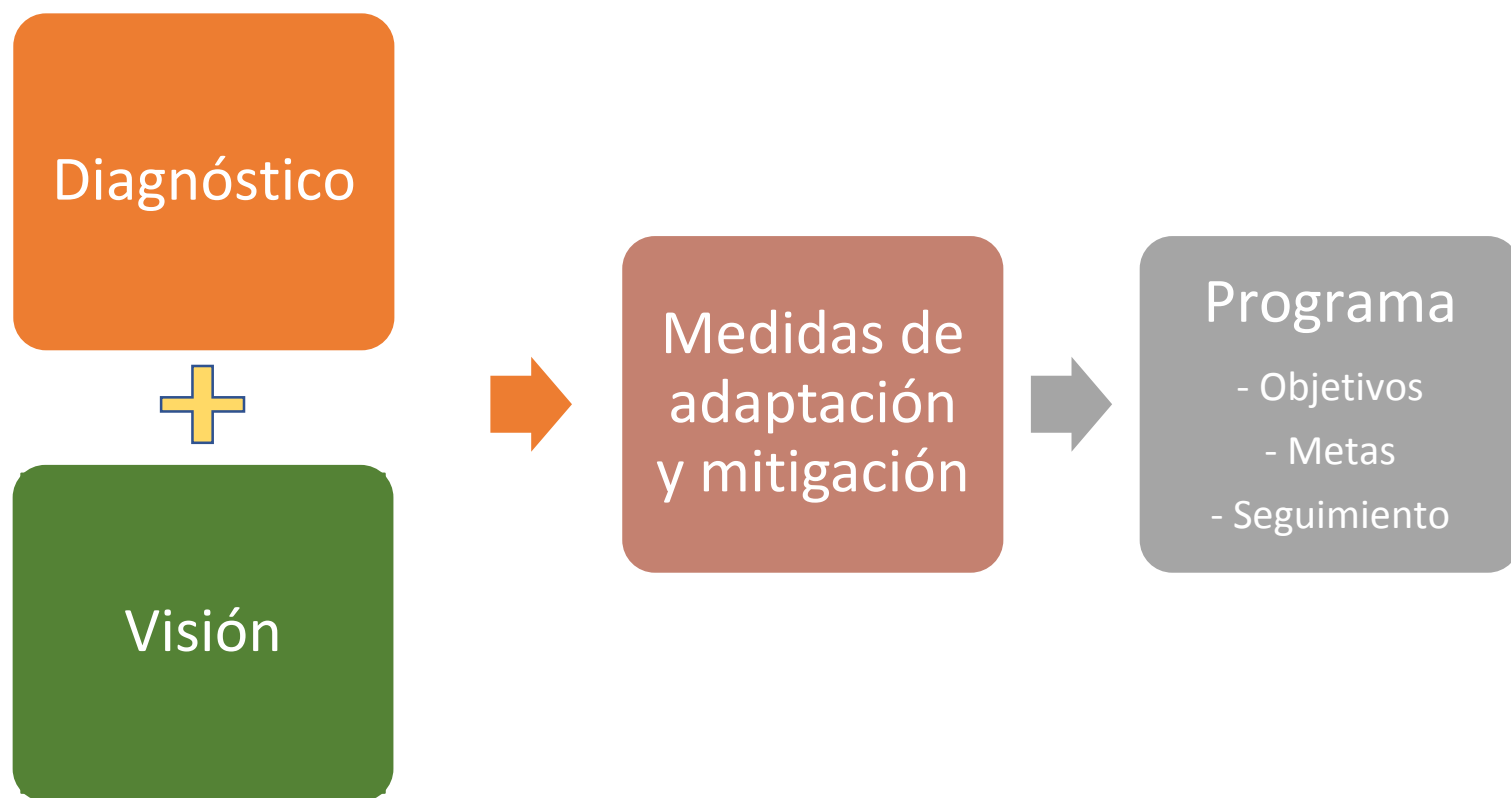 Diagnóstico
Visión
Medidas de
adaptación
y mitigación
Programa
- Objetivos
- Metas
- Seguimiento